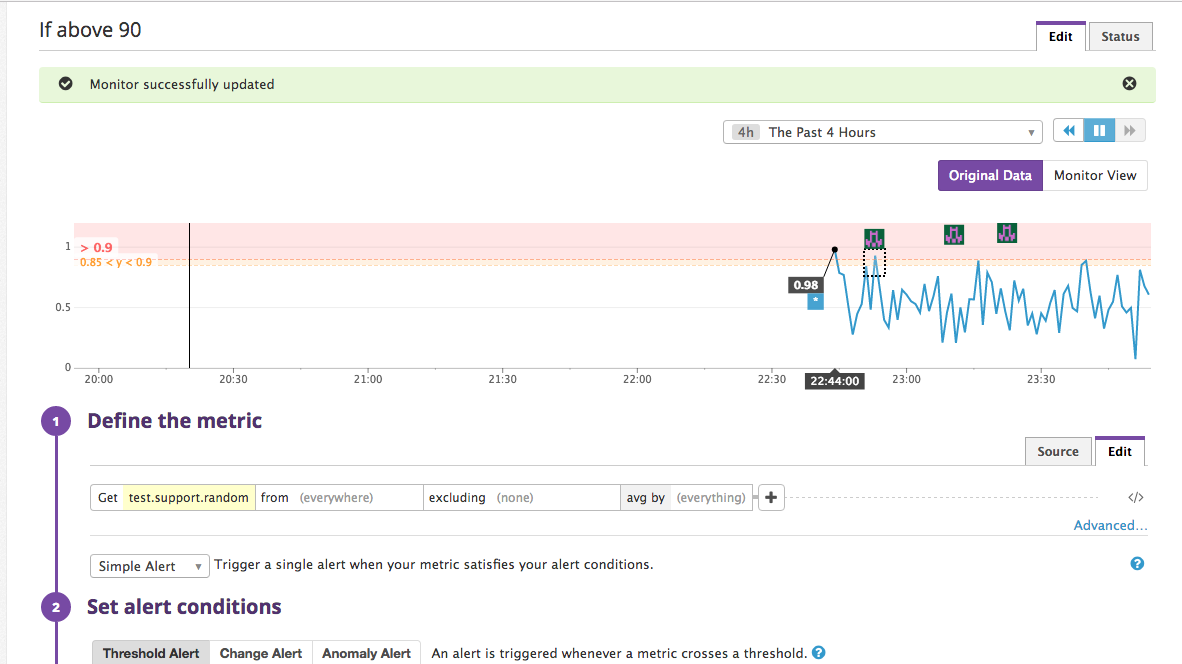 If above 90
Edit Status
Monitor successfully updated
4h The Past 4 Hours
Original Data Monitor View
1
> 0.9
0.85 < y < 0.9
0.98
*
0.5
0
20:00 20:30 21:00 21:30 22:00 22:30 22:44:00 23:00 23:30
1 Define the metric
Source Edit
Get test.support.random from (everywhere) excluding (none) avg by (everything) + </>
Advanced...
Simple Alert Trigger a single alert when your metric satisfies your alert conditions. ?
2 Set alert conditions
Threshold Alert Change Alert Anomaly Alert An alert is triggered whenever a metric crosses a threshold. ?